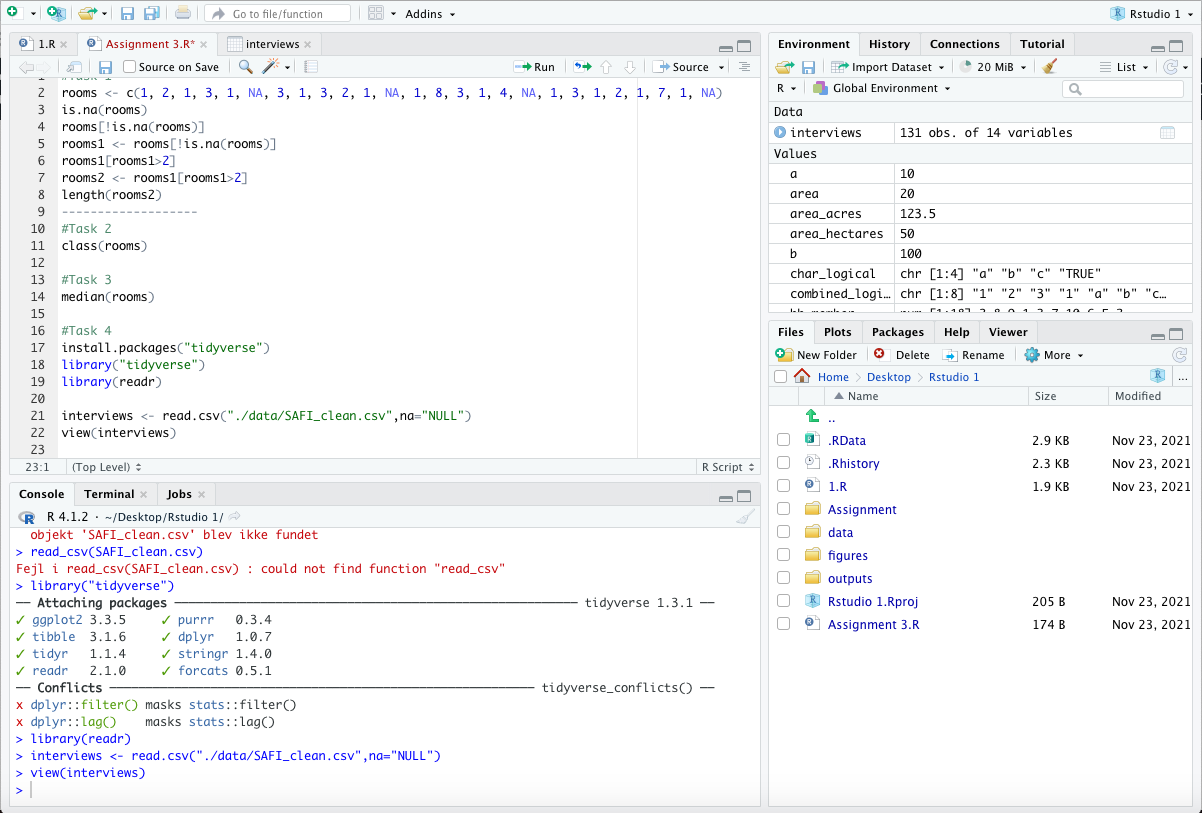 Go to file/function
Addins
Rstudio 1
1.R
Assignment 3.R*
interviews
Source on Save
Run
Source
1 #Task 1
2 rooms <- c(1, 2, 1, 3, 1, NA, 3, 1, 3, 2, 1, NA, 1, 8, 3, 1, 4, NA, 1, 3, 1, 2, 1, 7, 1, NA)
3 is.na(rooms)
4 rooms[!is.na(rooms)]
5 rooms1 <- rooms[!is.na(rooms)]
6 rooms1[rooms1>2]
7 rooms2 <- rooms1[rooms1>2]
8 length(rooms2)
9 -------------------
10 #Task 2
11 class(rooms)
12
13 #Task 3
14 median(rooms)
15
16 #Task 4
17 install.packages("tidyverse")
18 library("tidyverse")
19 library(readr)
20
21 interviews <- read.csv("./data/SAFI_clean.csv",na="NULL")
22 view(interviews)
23
23:1 (Top Level) R Script
Console Terminal Jobs
R 4.1.2 · ~/Desktop/Rstudio 1/
objekt 'SAFI_clean.csv' blev ikke fundet
> read_csv(SAFI_clean.csv)
Fejl i read_csv(SAFI_clean.csv) : could not find function "read_csv"
> library("tidyverse")
── Attaching packages ─────────────────────────── tidyverse 1.3.1 ──
✓ ggplot2 3.3.5 ✓ purrr 0.3.4
✓ tibble 3.1.6 ✓ dplyr 1.0.7
✓ tidyr 1.1.4 ✓ stringr 1.4.0
✓ readr 2.1.0 ✓ forcats 0.5.1
── Conflicts ─────────────────────────── tidyverse_conflicts() ──
x dplyr::filter() masks stats::filter()
x dplyr::lag() masks stats::lag()
> library(readr)
> interviews <- read.csv("./data/SAFI_clean.csv",na="NULL")
> view(interviews)
>
Environment History Connections Tutorial
Import Dataset 20 MiB List
R Global Environment
Data
interviews 131 obs. of 14 variables
Values
a 10
area 20
area_acres 123.5
area_hectares 50
b 100
char_logical chr [1:4] "a" "b" "c" "TRUE"
combined_logi… chr [1:8] "1" "2" "3" "1" "a" "b" "c…
Files Plots Packages Help Viewer
New Folder Delete Rename More
Home Desktop Rstudio 1 ...
Name Size Modified
..
.RData 2.9 KB Nov 23, 2021
.Rhistory 2.3 KB Nov 23, 2021
1.R 1.9 KB Nov 23, 2021
Assignment
data
figures
outputs
Rstudio 1.Rproj 205 B Nov 23, 2021
Assignment 3.R 174 B Nov 23, 2021